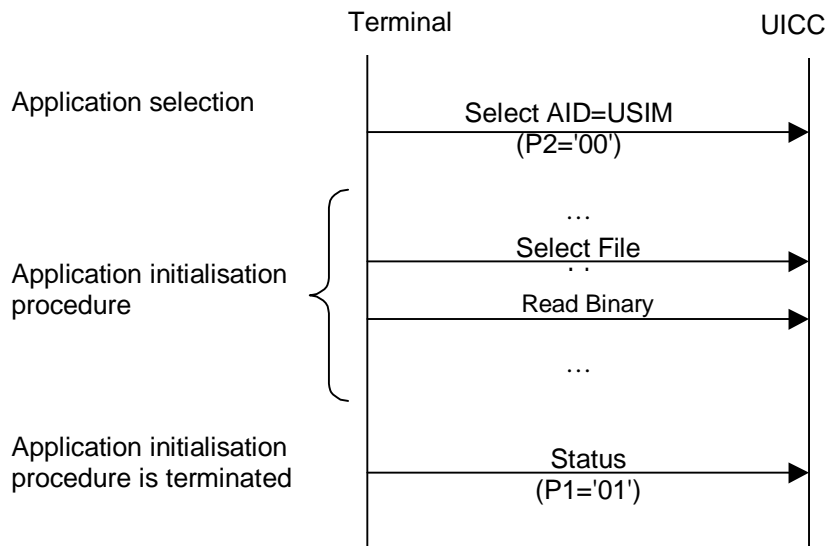 Terminal
UICC
Application selection
Select AID=USIM
(P2='00')
...
Select File
. .
Application initialisation
procedure
Read Binary
...
Application initialisation
procedure is terminated
Status
(P1='01')